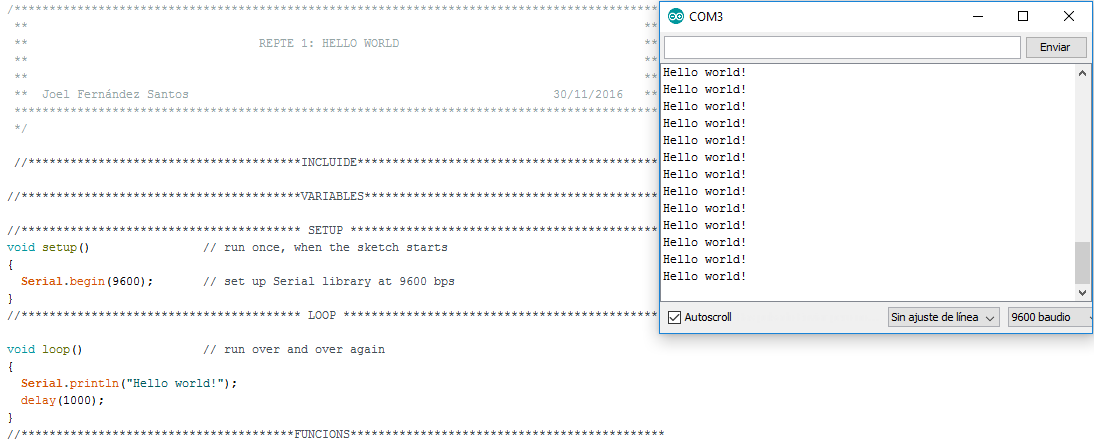 /*******************************************************************************************
** **
** REPTE 1: HELLO WORLD **
** **
** **
** Joel Fernández Santos 30/11/2016 **
********************************************************************************************
*/
//***************************************INCLUIDE*******************************************
//***************************************VARIABLES******************************************
//*************************************** SETUP ********************************************
void setup() // run once, when the sketch starts
{
Serial.begin(9600); // set up Serial library at 9600 bps
}
//*************************************** LOOP *********************************************
void loop() // run over and over again
{
Serial.println("Hello world!");
delay(1000);
}
//***************************************FUNCIONS*********************************************
COM3
Enviar
Hello world!
Hello world!
Hello world!
Hello world!
Hello world!
Hello world!
Hello world!
Hello world!
Hello world!
Hello world!
Hello world!
Hello world!
Hello world!
Autoscroll
Sin ajuste de línea
9600 baudio